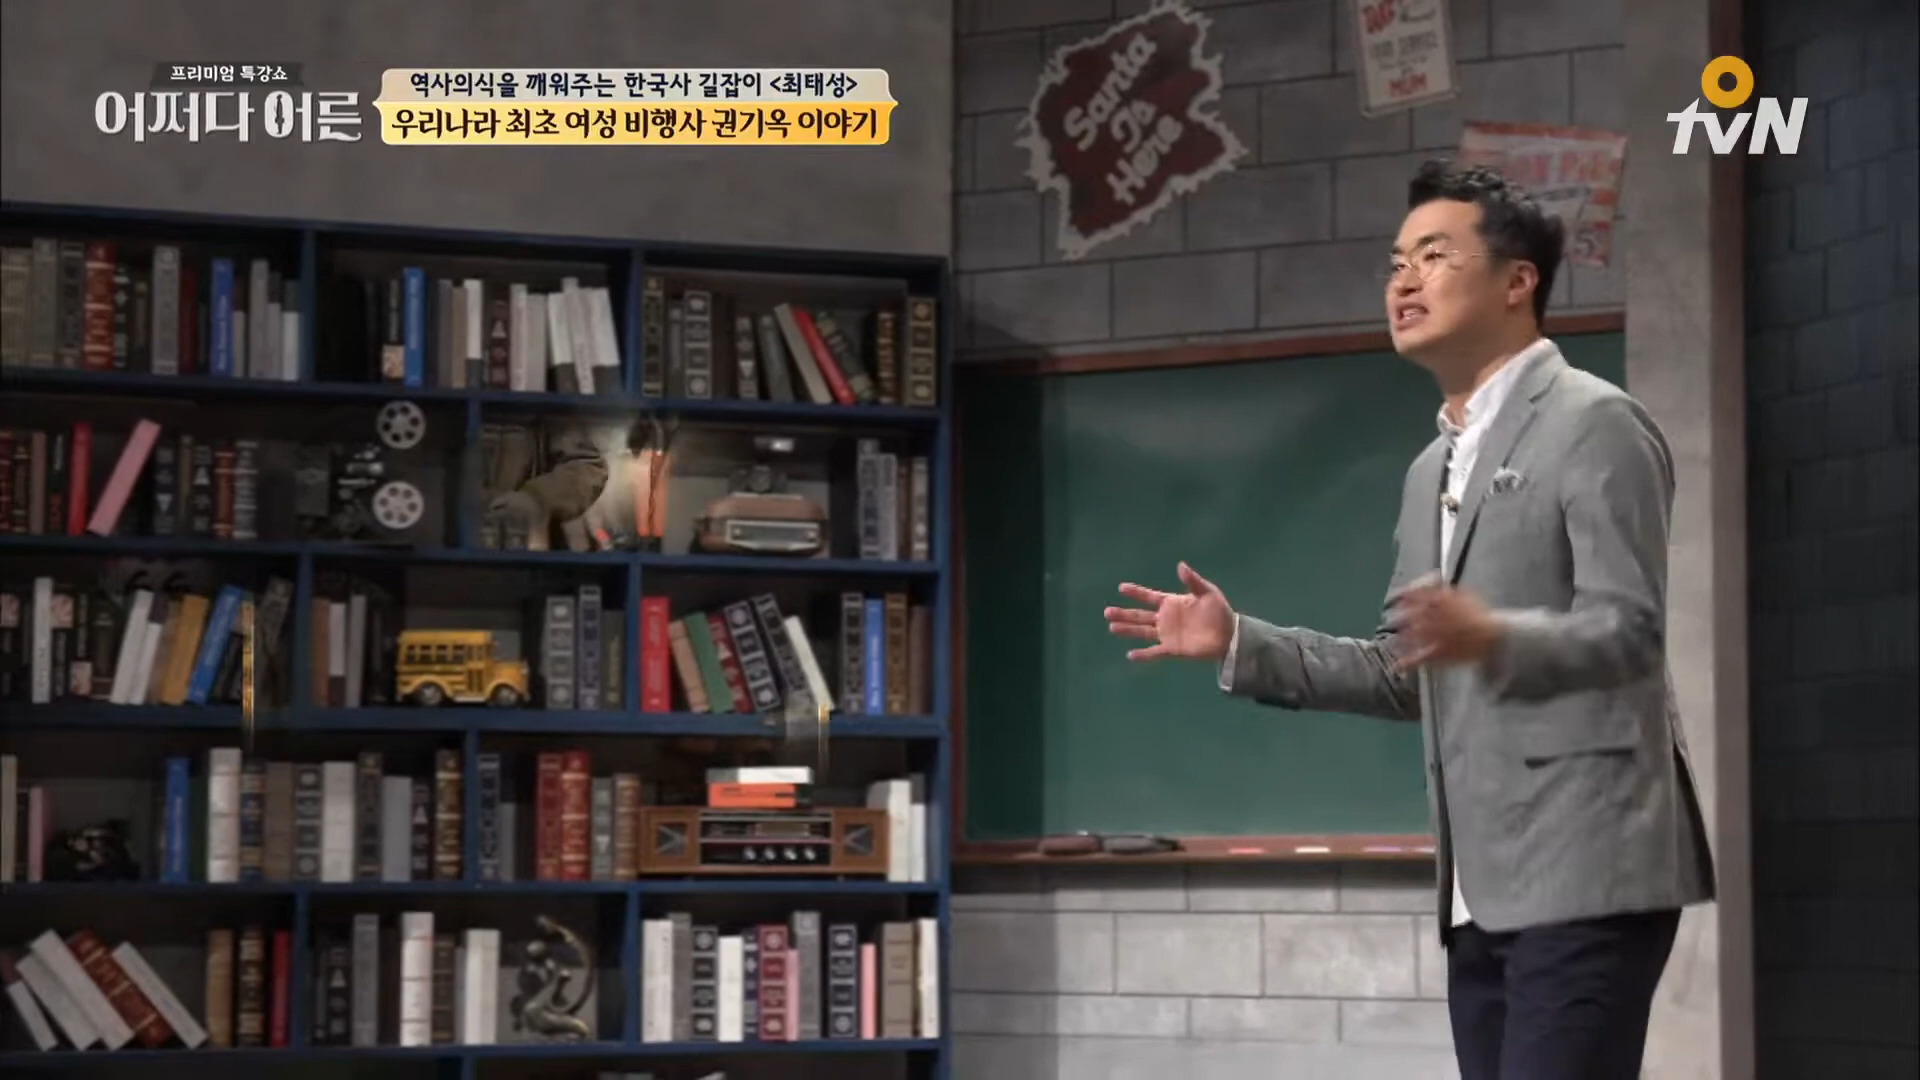 프리미엄 특강쇼
어쩌다 어른
역사의식을 깨워주는 한국사 길잡이 <최태성>
우리나라 최초 여성 비행사 권기옥 이야기
tvN
Santa
Is
Here
MOM